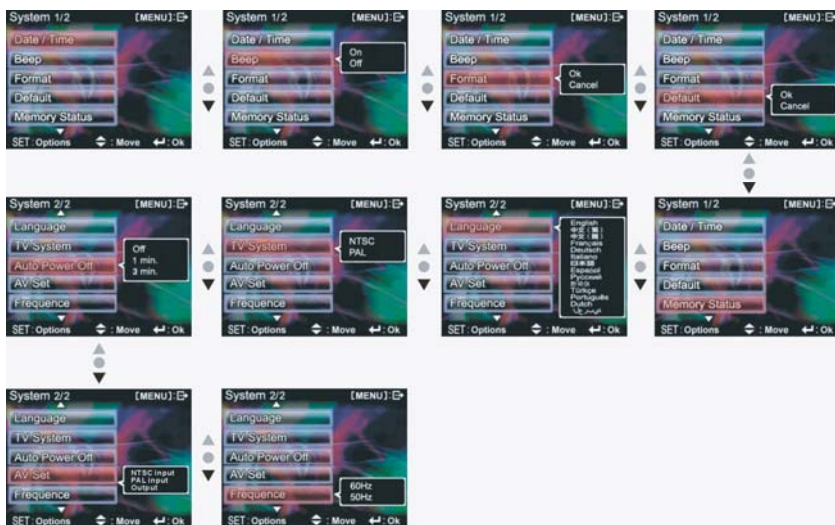 System 1/2 [MENU]:
Date / Time
Beep
Format
Default
Memory Status
SET:Options : Move : Ok
System 1/2 [MENU]:
Date / Time
Beep
On
Off
Format
Default
Memory Status
SET:Options : Move : Ok
System 1/2 [MENU]:
Date / Time
Beep
Format
Ok
Cancel
Default
Memory Status
SET:Options : Move : Ok
System 1/2 [MENU]:
Date / Time
Beep
Format
Default
Ok
Cancel
Memory Status
SET:Options : Move : Ok
System 2/2 [MENU]:
Language
TV System
Auto Power Off
Off
1 min.
3 min.
AV Set
Frequence
SET:Options : Move : Ok
System 2/2 [MENU]:
Language
TV System
NTSC
PAL
Auto Power Off
AV Set
Frequence
SET:Options : Move : Ok
System 2/2 [MENU]:
Language
English
中文(繁)
中文(簡)
Français
Deutsch
Italiano
日本語
Español
Русский
Türkçe
Português
Dutch
TV System
Auto Power Off
AV Set
Frequence
SET:Options : Move : Ok
System 1/2 [MENU]:
Date / Time
Beep
Format
Default
Memory Status
SET:Options : Move : Ok
System 2/2 [MENU]:
Language
TV System
Auto Power Off
AV Set
NTSC Input
PAL Input
Output
Frequence
SET:Options : Move : Ok
System 2/2 [MENU]:
Language
TV System
Auto Power Off
AV Set
Frequence
60Hz
50Hz
SET:Options : Move : Ok